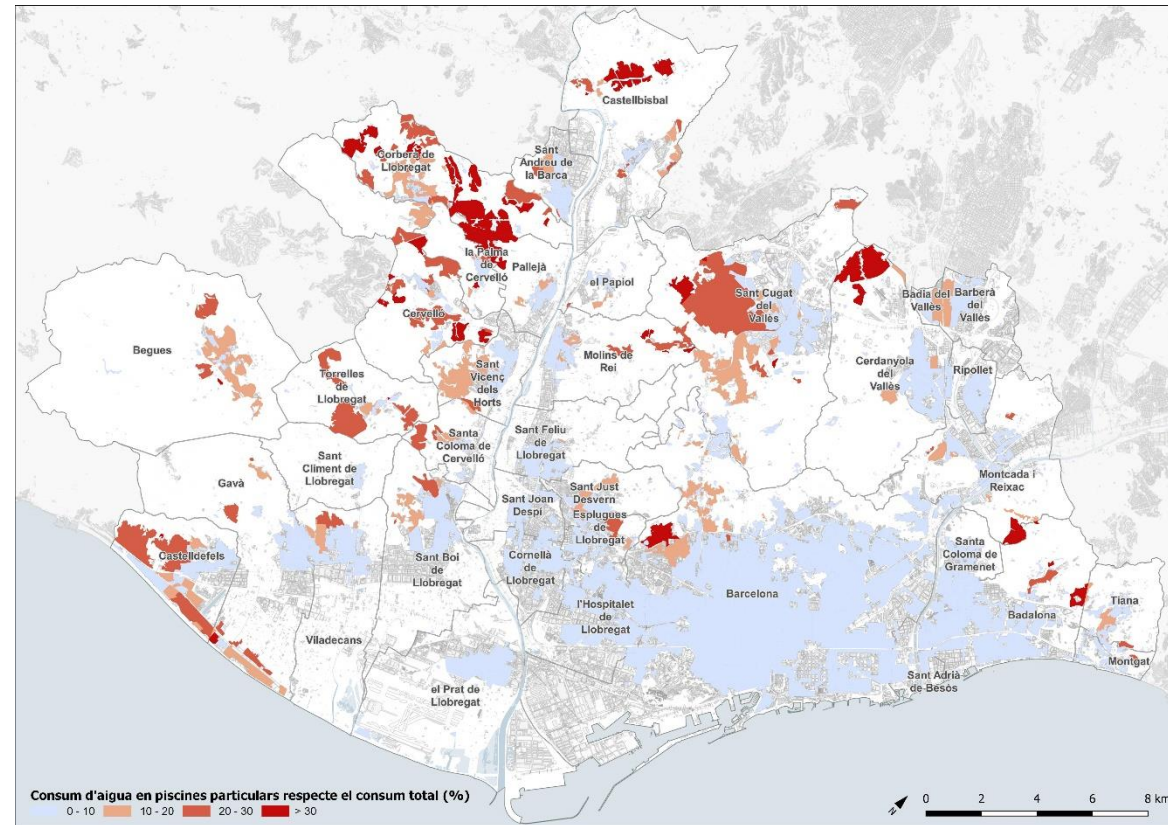 Castellbisbal
Corbera de
Llobregat
Sant
Andreu de
la Barca
la Palma
de
Cervelló
Pallejà
el Papiol
Sant Cugat
del
Vallès
Badia del
Vallès
Barberà
del
Vallès
Cervelló
Begues
Molins de
Rei
Cerdanyola
del
Vallès
Ripollet
Torrelles
de
Llobregat
Sant
Vicenç
dels
Horts
Santa
Coloma de
Cervelló
Sant Feliu
de
Llobregat
Sant
Climent de
Llobregat
Gavà
Montcada i
Reixac
Sant Joan
Despí
Sant Just
Desvern
Esplugues
de
Llobregat
Castelldefels
Sant Boi
de
Llobregat
Cornellà
de
Llobregat
Santa
Coloma de
Gramenet
Barcelona
l'Hospitalet
de
Llobregat
Badalona
Tiana
Viladecans
Montgat
el Prat de
Llobregat
Sant Adrià
de Besòs
Consum d'aigua en piscines particulars respecte el consum total (%)
0 - 10 10 - 20 20 - 30 > 30
N
0 2 4 6 8 km